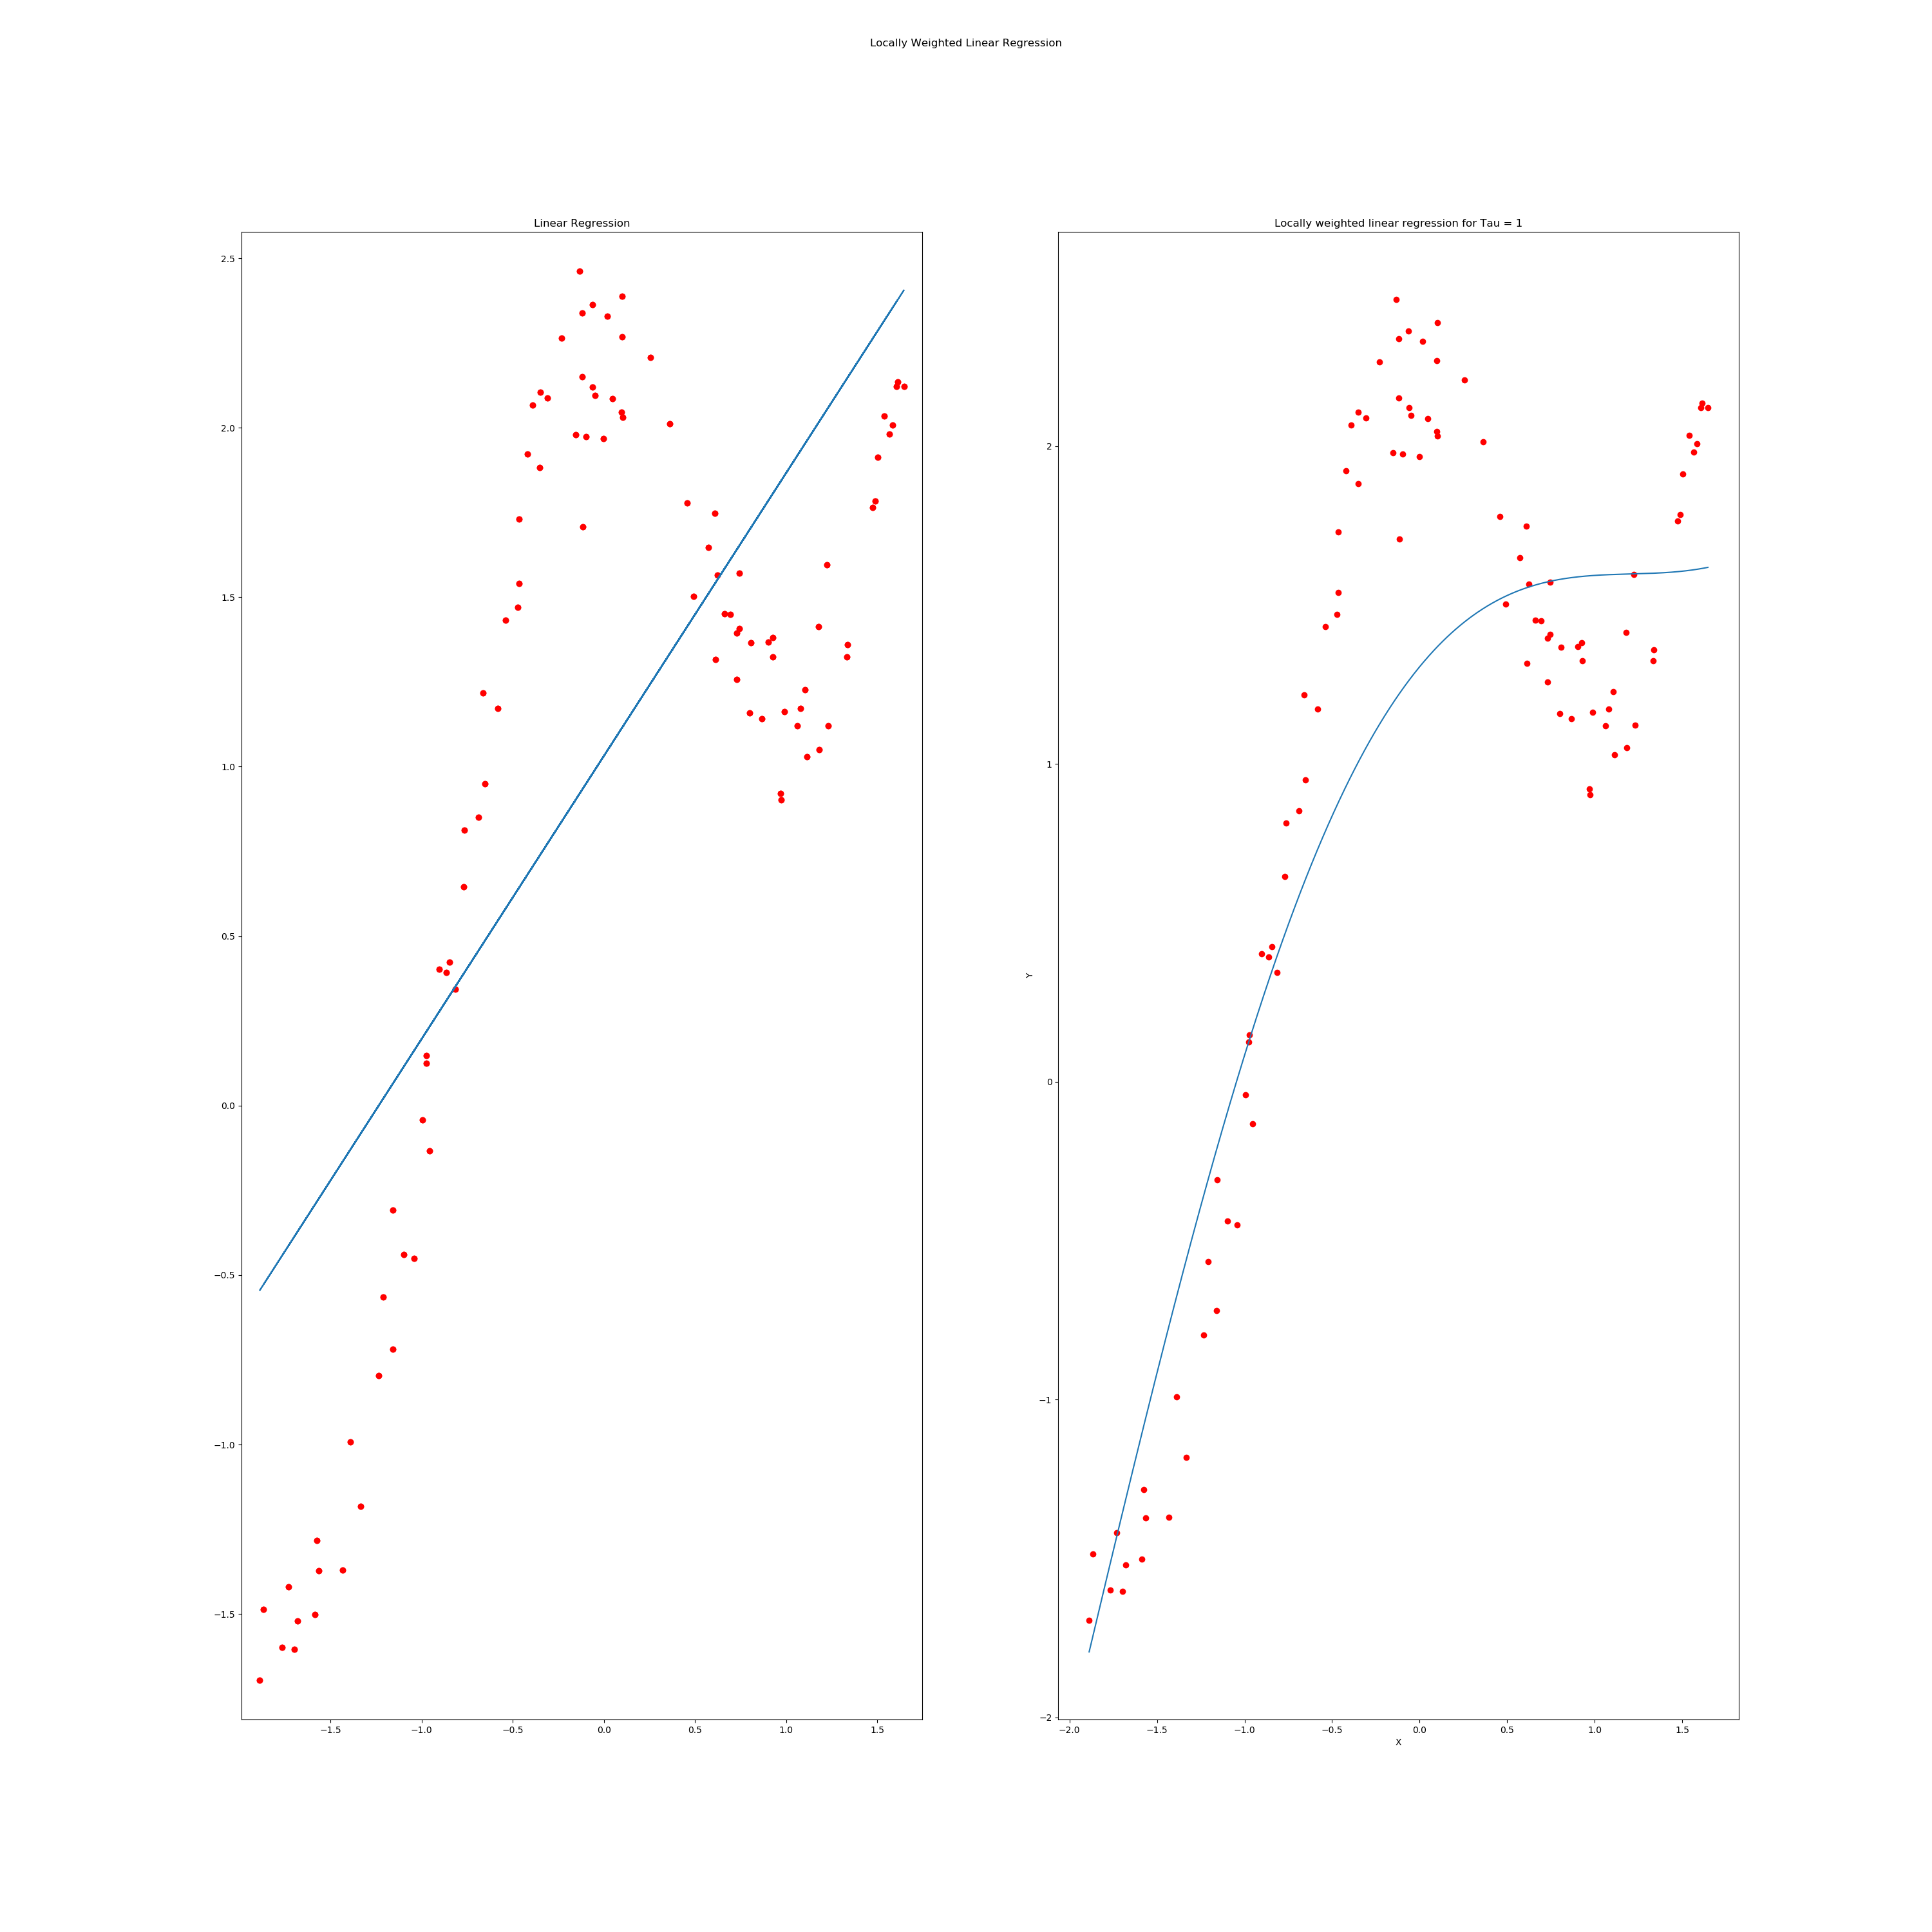 Locally Weighted Linear Regression
Linear Regression
2.5
2.0
1.5
1.0
0.5
0.0
−0.5
−1.0
−1.5
−1.5 −1.0 −0.5 0.0 0.5 1.0 1.5
Locally weighted linear regression for Tau = 1
Y
2
1
0
−1
−2
−2.0 −1.5 −1.0 −0.5 0.0 0.5 1.0 1.5
X